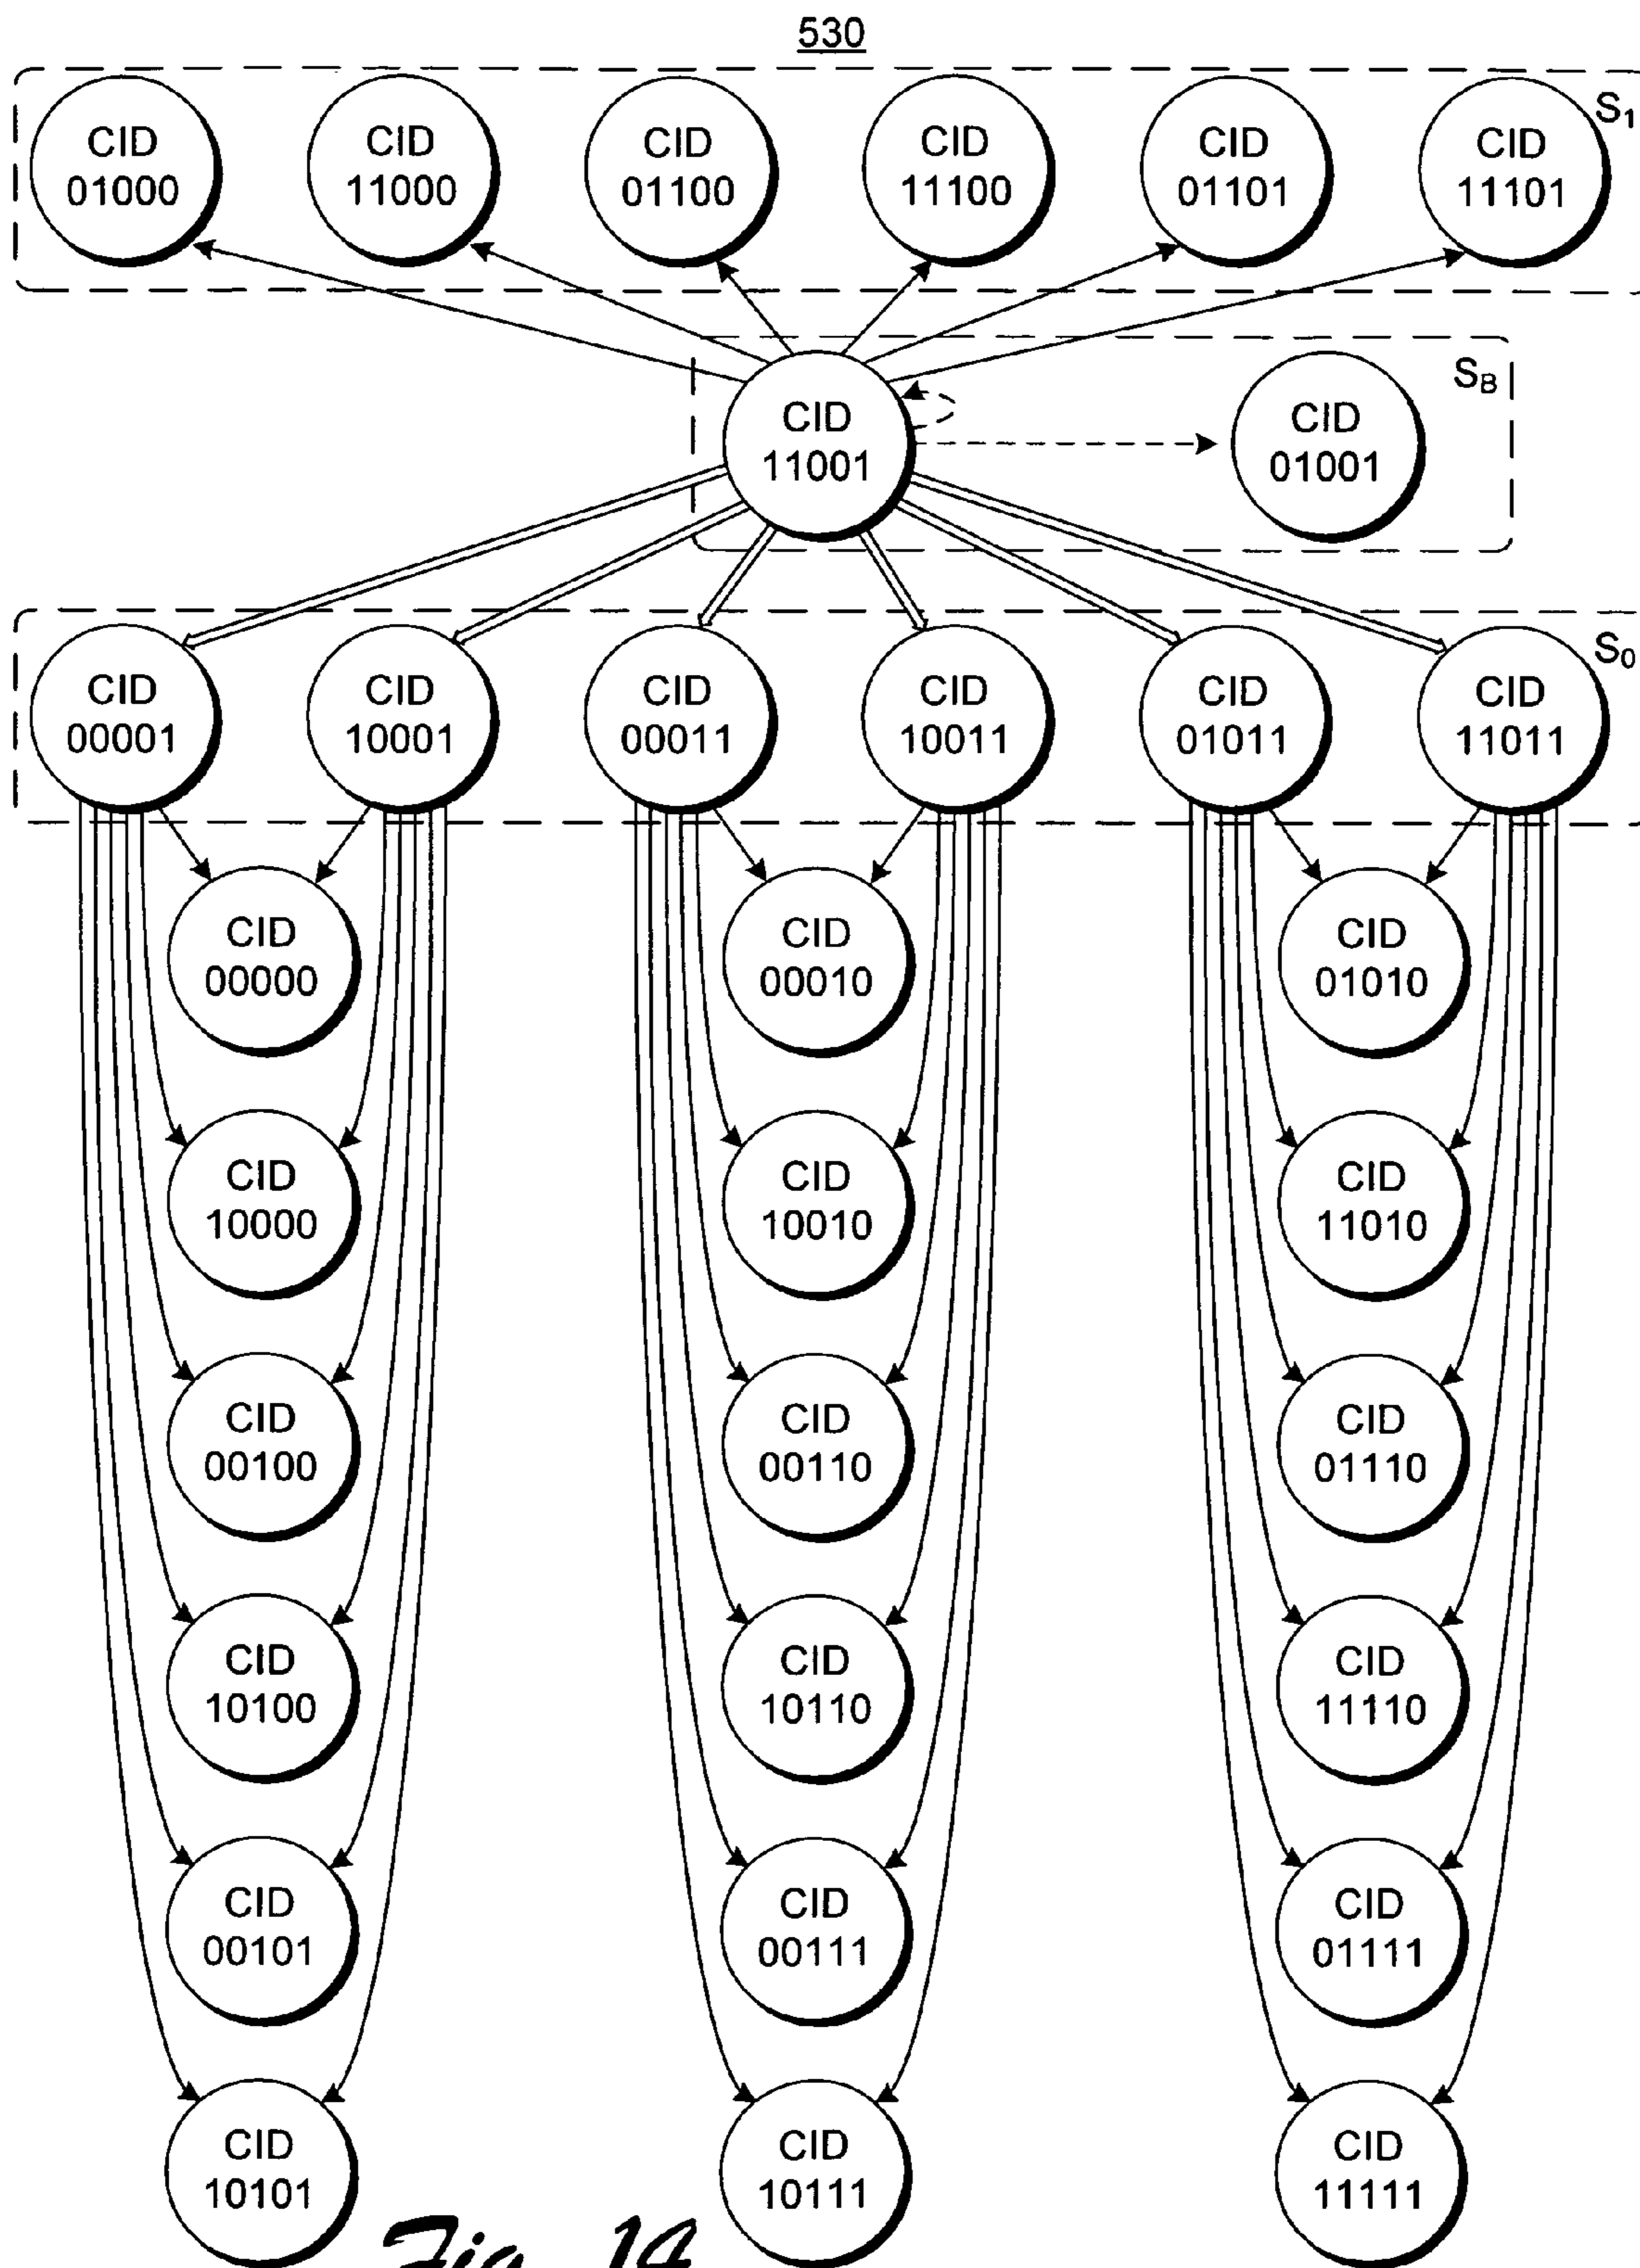 530
S1
CID
01000
CID
11000
CID
01100
CID
11100
CID
01101
CID
11101
SB
CID
11001
CID
01001
S0
CID
00001
CID
10001
CID
00011
CID
10011
CID
01011
CID
11011
CID
00000
CID
00010
CID
01010
CID
10000
CID
10010
CID
11010
CID
00100
CID
00110
CID
01110
CID
10100
CID
10110
CID
11110
CID
00101
CID
00111
CID
01111
CID
10101
CID
10111
CID
11111
Fig. 14